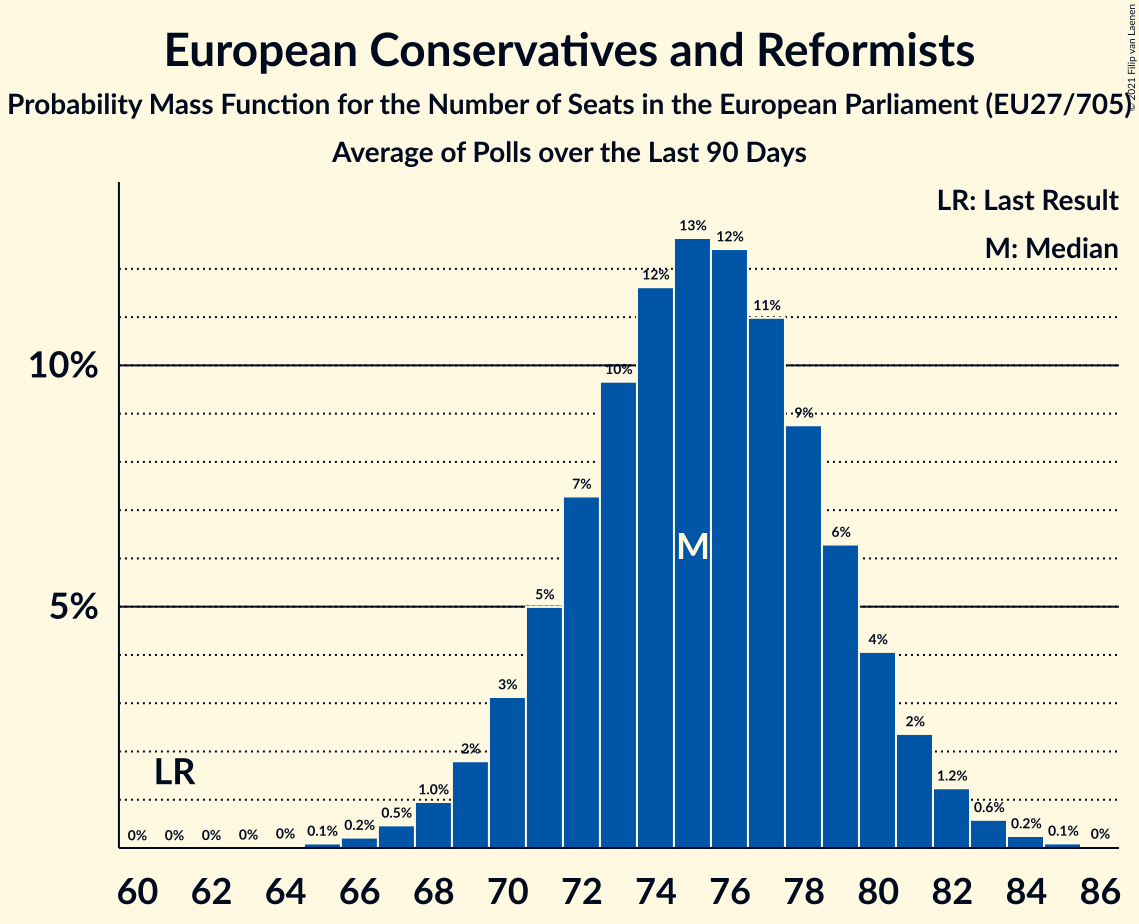 European Conservatives and Reformists
Probability Mass Function for the Number of Seats in the European Parliament (EU27/705)
Average of Polls over the Last 90 Days
© 2021 Filip van Laenen
LR: Last Result
M: Median
10%
5%
0% 0% 0% 0% 0% 0.1% 0.2% 0.5% 1.0% 2% 3% 5% 7% 10% 12% 13% 12% 11% 9% 6% 4% 2% 1.2% 0.6% 0.2% 0.1% 0%
M
LR
60 62 64 66 68 70 72 74 76 78 80 82 84 86